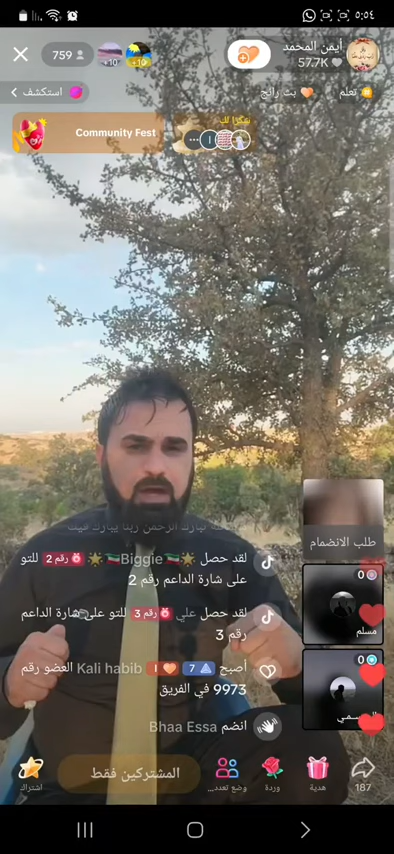 ٥:٥٤
أيمن المحمد
57.7K
759
+10
+10
تعلم
بث رائج
استكشف
شكرا لك
Community Fest
طلب الانضمام
لقد حصل Biggie رقم 2 للتو
على شارة الداعم رقم 2
0
مسلم
لقد حصل علي رقم 3 للتو على شارة الداعم
رقم 3
0
أصبح 7 I Kali habib العضو رقم
9973 في الفريق
انضم Bhaa Essa
اشتراك
المشتركين فقط
وضع تعدد...
وردة
هدية
187